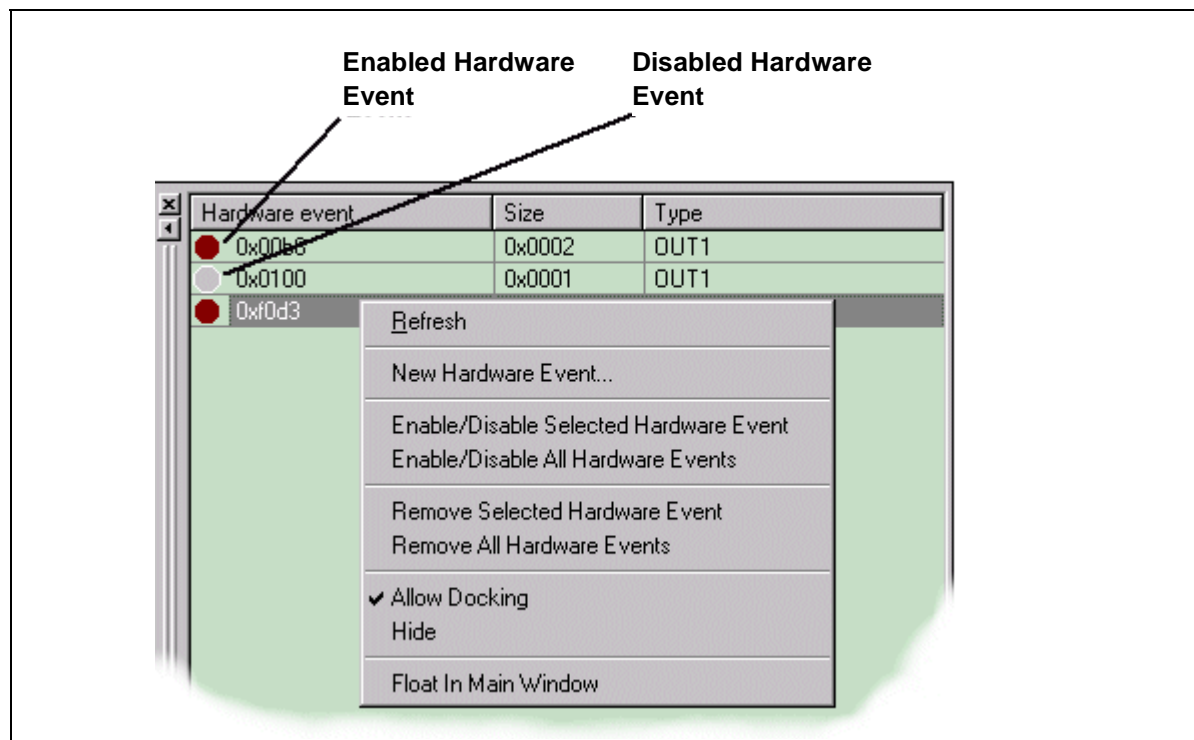 Enabled Hardware Event
Disabled Hardware Event
Hardware event Size Type
0x0002 OUT1
0x0100 0x0001 OUT1
0xf0d3
Refresh
New Hardware Event...
Enable/Disable Selected Hardware Event
Enable/Disable All Hardware Events
Remove Selected Hardware Event
Remove All Hardware Events
Allow Docking
Hide
Float In Main Window